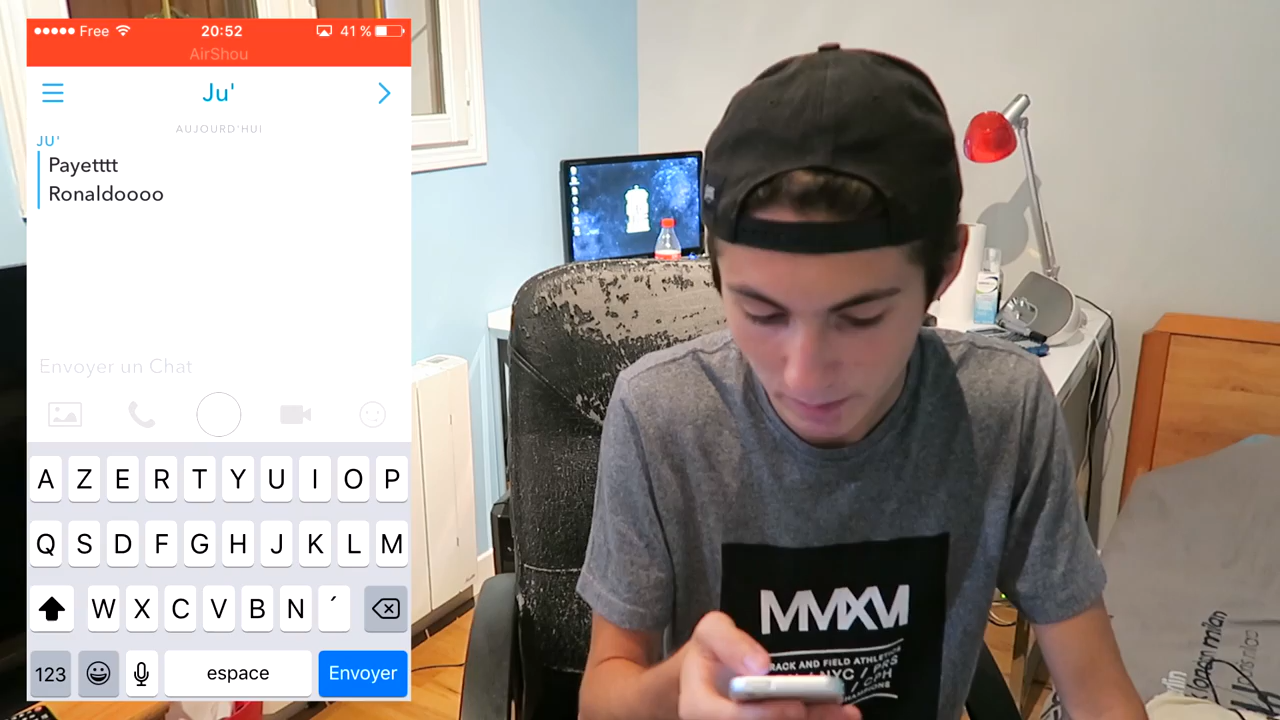 Free 20:52 41 %
AirShou
Ju'
AUJOURD'HUI
JU'
Payetttt
Ronaldoooo
Envoyer un Chat
A Z E R T Y U I O P
Q S D F G H J K L M
W X C V B N ´
123 espace Envoyer
MMXVI
RACK AND FIELD ATHLETICS
NYC / PRS
/ CPH